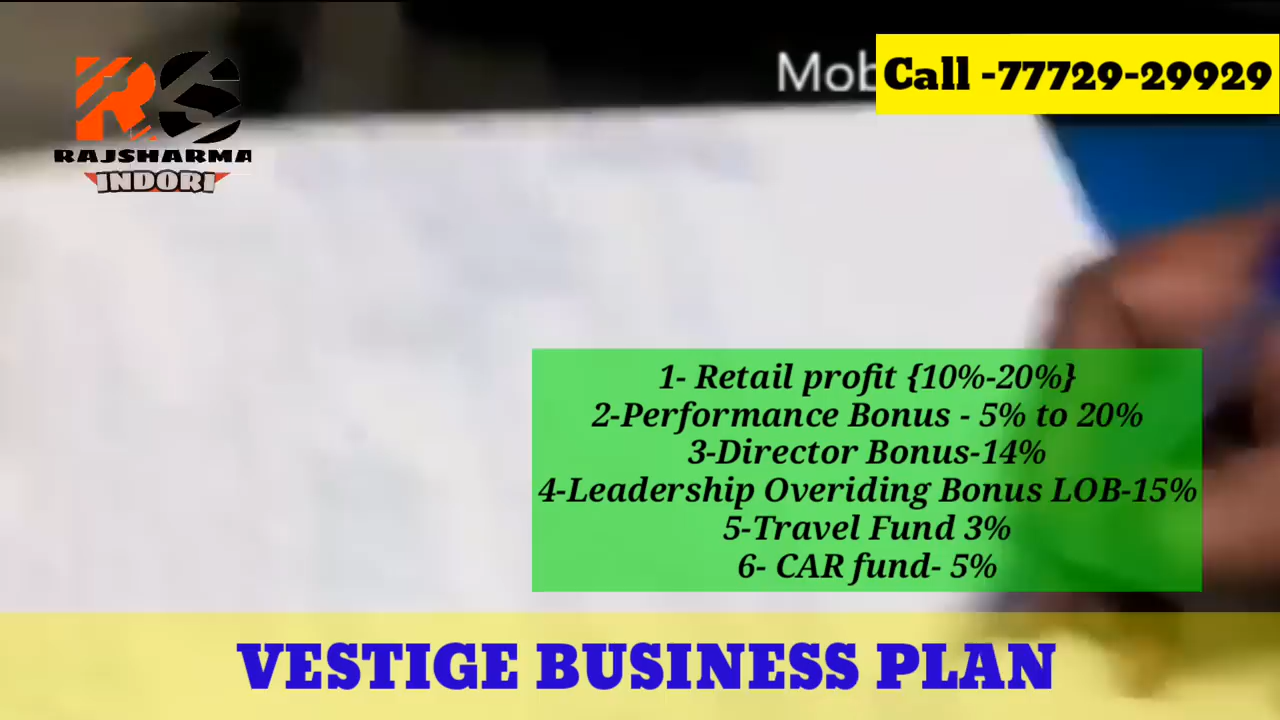 RS
RAJSHARMA
INDORI
Mob
Call -77729-29929
1- Retail profit {10%-20%}
2-Performance Bonus - 5% to 20%
3-Director Bonus-14%
4-Leadership Overiding Bonus LOB-15%
5-Travel Fund 3%
6- CAR fund- 5%
VESTIGE BUSINESS PLAN